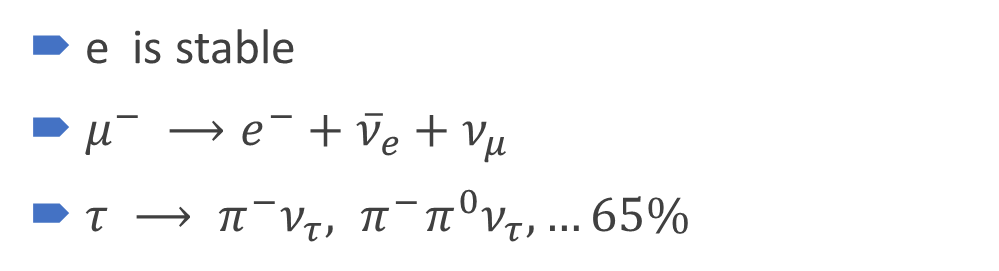 e is stable
μ⁻ ⟶ e⁻ + ν̄ₑ + ν_μ
τ ⟶ π⁻ν_τ, π⁻π⁰ν_τ, … 65%